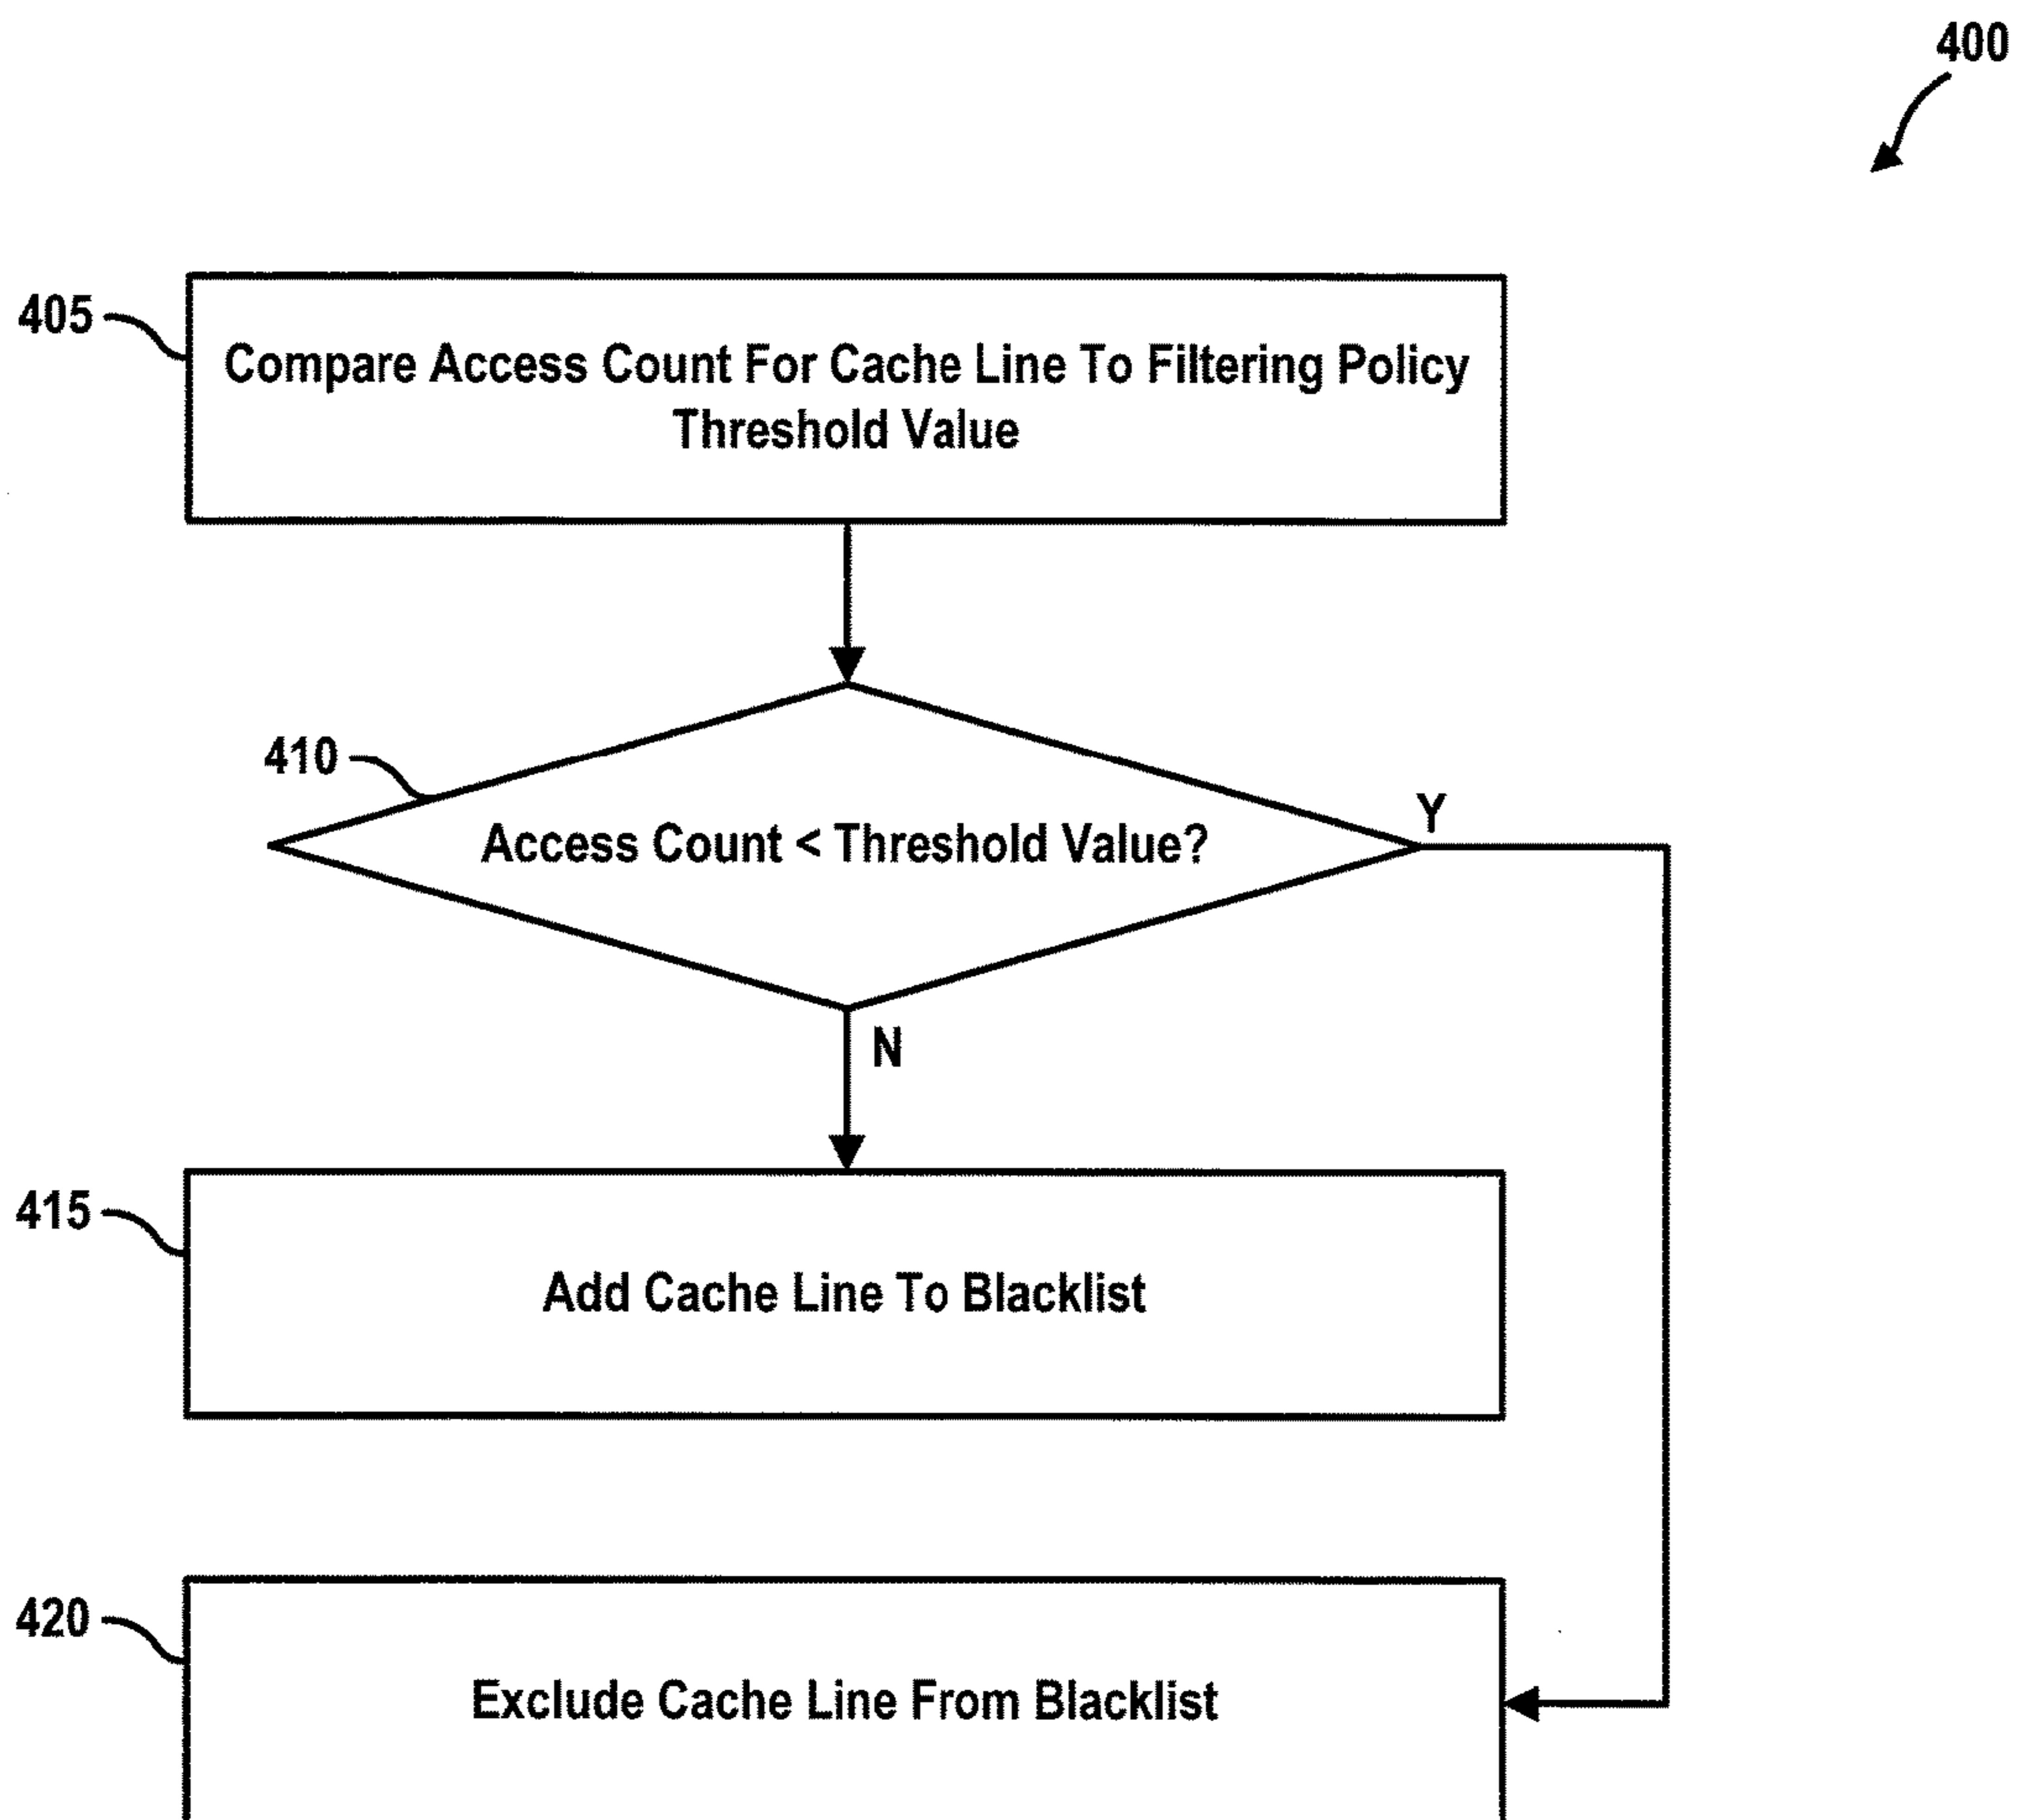 400
405
Compare Access Count For Cache Line To Filtering Policy
Threshold Value
410
Access Count < Threshold Value?
Y
N
415
Add Cache Line To Blacklist
420
Exclude Cache Line From Blacklist